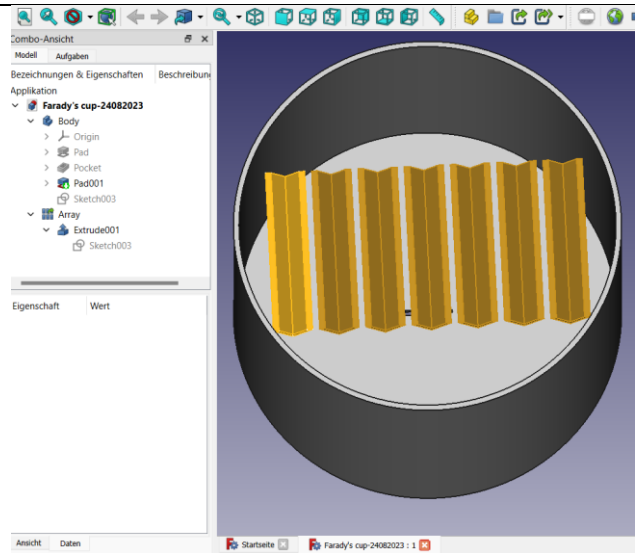 Combo-Ansicht
Modell Aufgaben
Bezeichnungen & Eigenschaften Beschreibung
Applikation
Farady's cup-24082023
Body
Origin
Pad
Pocket
Pad001
Sketch003
Array
Extrude001
Sketch003
Eigenschaft Wert
Ansicht Daten
Startseite
Farady's cup-24082023 : 1